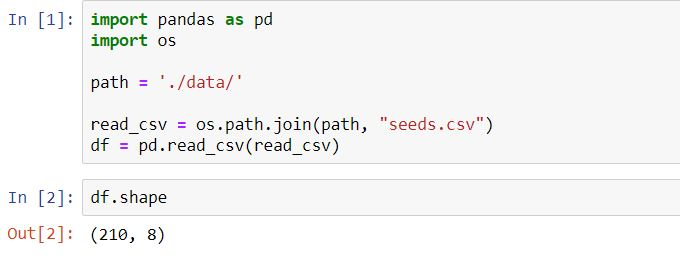 In [1]: import pandas as pd
import os
path = './data/'
read_csv = os.path.join(path, "seeds.csv")
df = pd.read_csv(read_csv)
In [2]: df.shape
Out[2]: (210, 8)